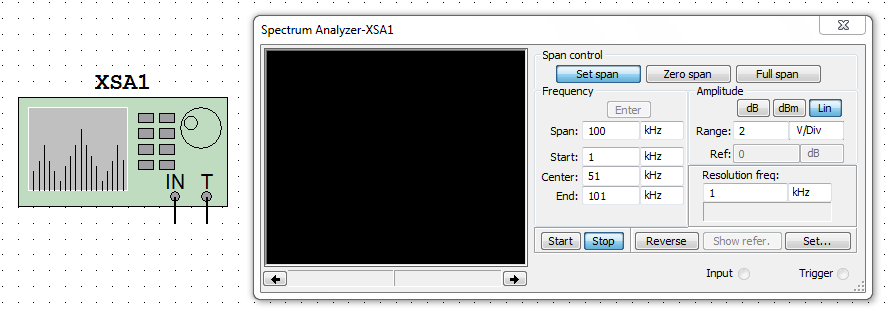 XSA1
IN T
Spectrum Analyzer-XSA1
Span control
Set span Zero span Full span
Frequency
Enter
Span: 100 kHz
Start: 1 kHz
Center: 51 kHz
End: 101 kHz
Amplitude
dB dBm Lin
Range: 2 V/Div
Ref: 0 dB
Resolution freq:
1 kHz
Start Stop Reverse Show refer. Set...
Input Trigger